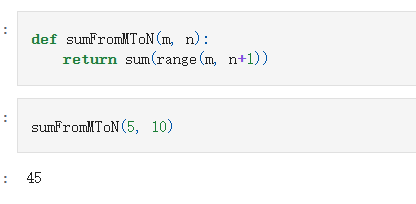 :
def sumFromMToN(m, n):
    return sum(range(m, n+1))
:
sumFromMToN(5, 10)
: 45